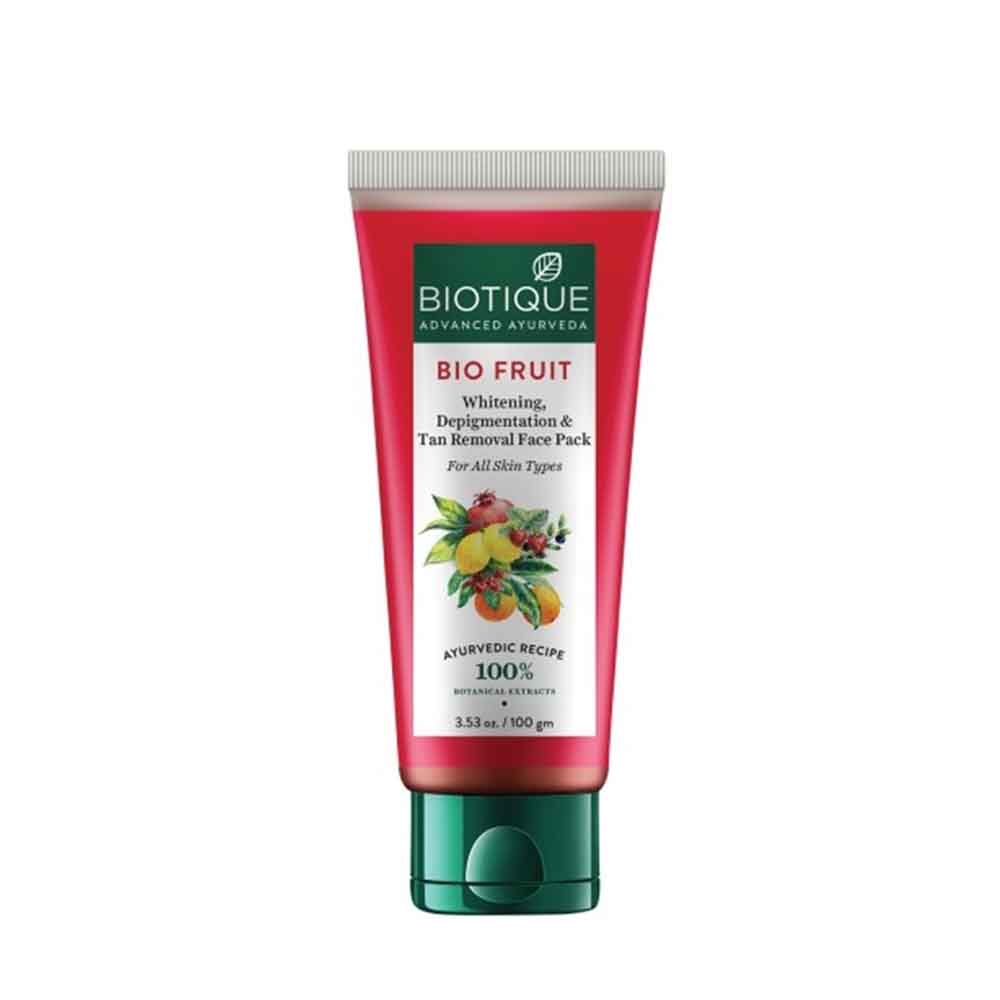 BIOTIQUE
ADVANCED AYURVEDA
BIO FRUIT
Whitening,
Depigmentation &
Tan Removal Face Pack
For All Skin Types
AYURVEDIC RECIPE
100%
BOTANICAL EXTRACTS
3.53 oz. / 100 gm